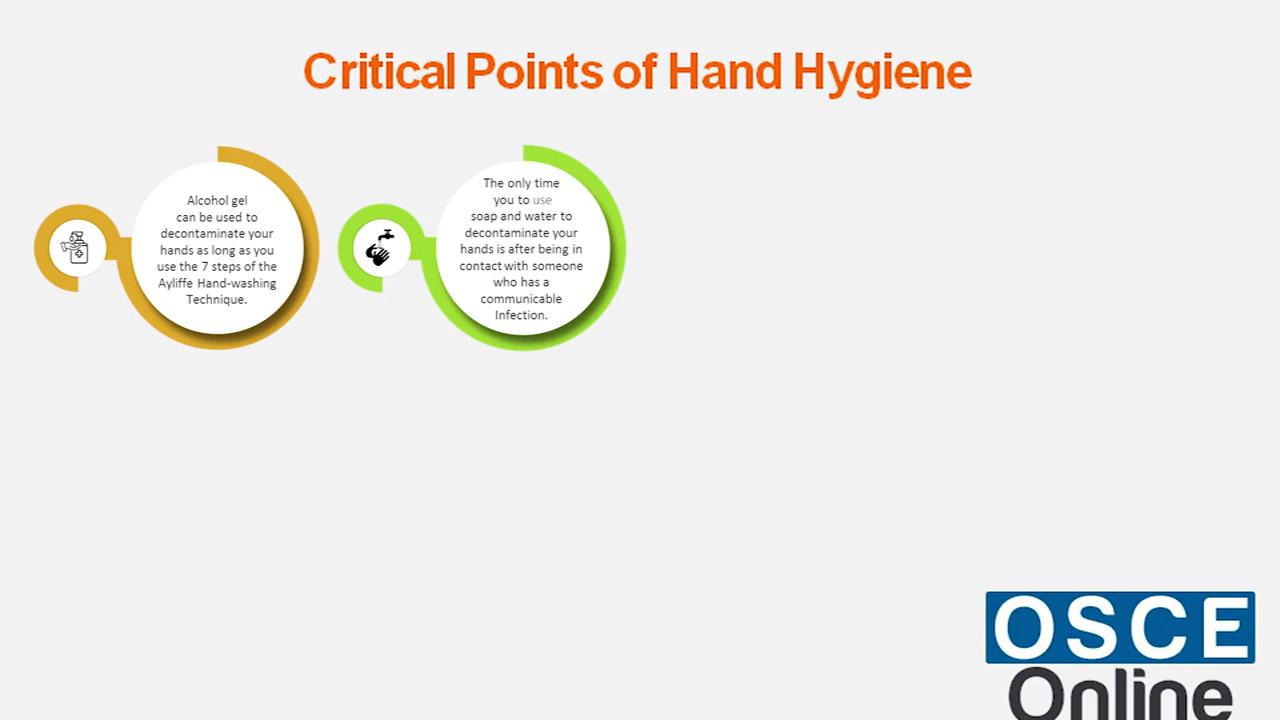 Critical Points of Hand Hygiene
Alcohol gel
can be used to
decontaminate your
hands as long as you
use the 7 steps of the
Ayliffe Hand-washing
Technique.
The only time
you to use
soap and water to
decontaminate your
hands is after being in
contact with someone
who has a
communicable
Infection.
OSCE
Online